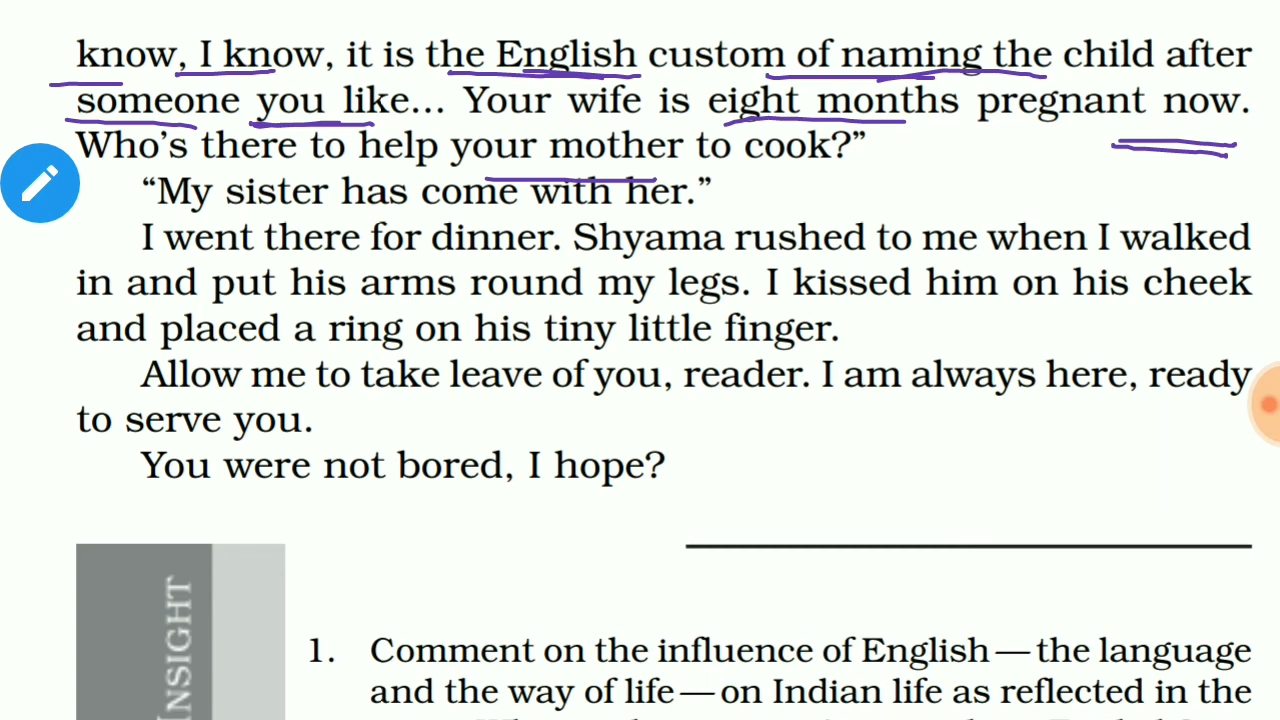 know, I know, it is the English custom of naming the child after
someone you like... Your wife is eight months pregnant now.
Who's there to help your mother to cook?”
“My sister has come with her.”
I went there for dinner. Shyama rushed to me when I walked
in and put his arms round my legs. I kissed him on his cheek
and placed a ring on his tiny little finger.
Allow me to take leave of you, reader. I am always here, ready
to serve you.
You were not bored, I hope?
INSIGHT
1. Comment on the influence of English — the language
and the way of life — on Indian life as reflected in the